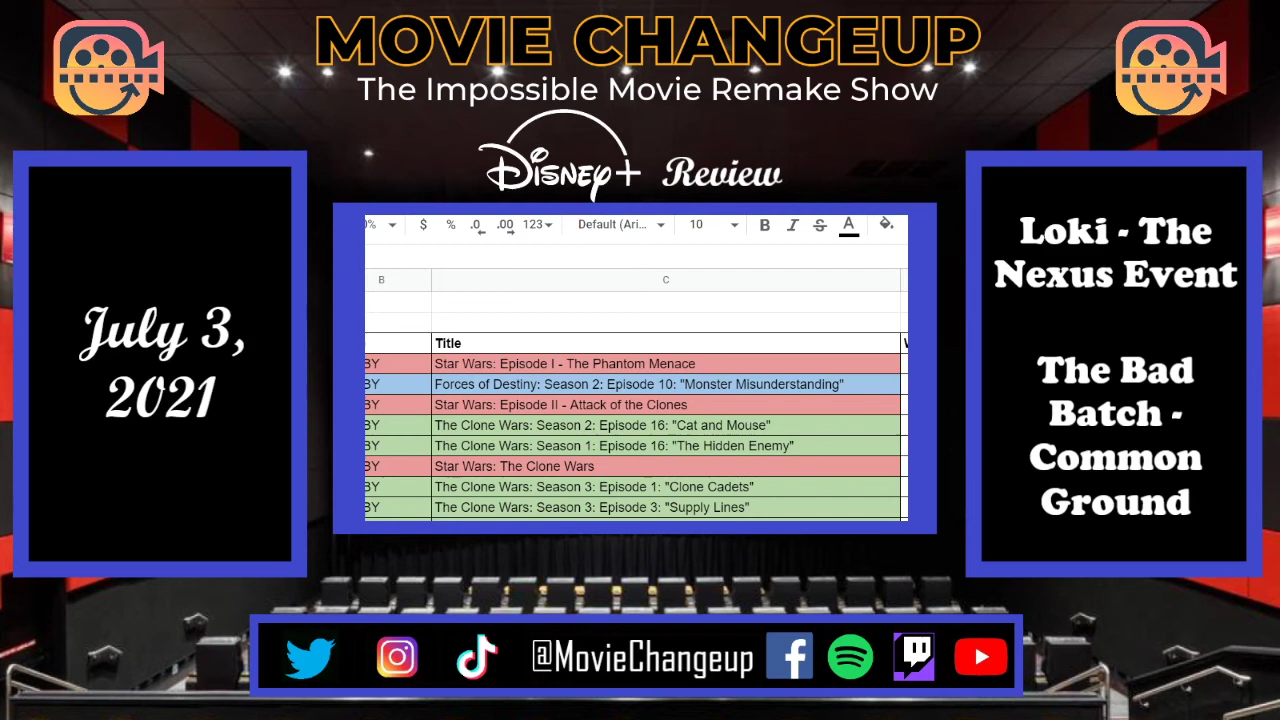 MOVIE CHANGEUP
The Impossible Movie Remake Show
Disney+ Review
July 3,
2021
0% $ % .0 .00 123 Default (Ari... 10 B I S A
B C
Title
BY Star Wars: Episode I - The Phantom Menace
BY Forces of Destiny: Season 2: Episode 10: "Monster Misunderstanding"
BY Star Wars: Episode II - Attack of the Clones
BY The Clone Wars: Season 2: Episode 16: "Cat and Mouse"
BY The Clone Wars: Season 1: Episode 16: "The Hidden Enemy"
BY Star Wars: The Clone Wars
BY The Clone Wars: Season 3: Episode 1: "Clone Cadets"
BY The Clone Wars: Season 3: Episode 3: "Supply Lines"
Loki - The
Nexus Event
The Bad
Batch -
Common
Ground
@MovieChangeup